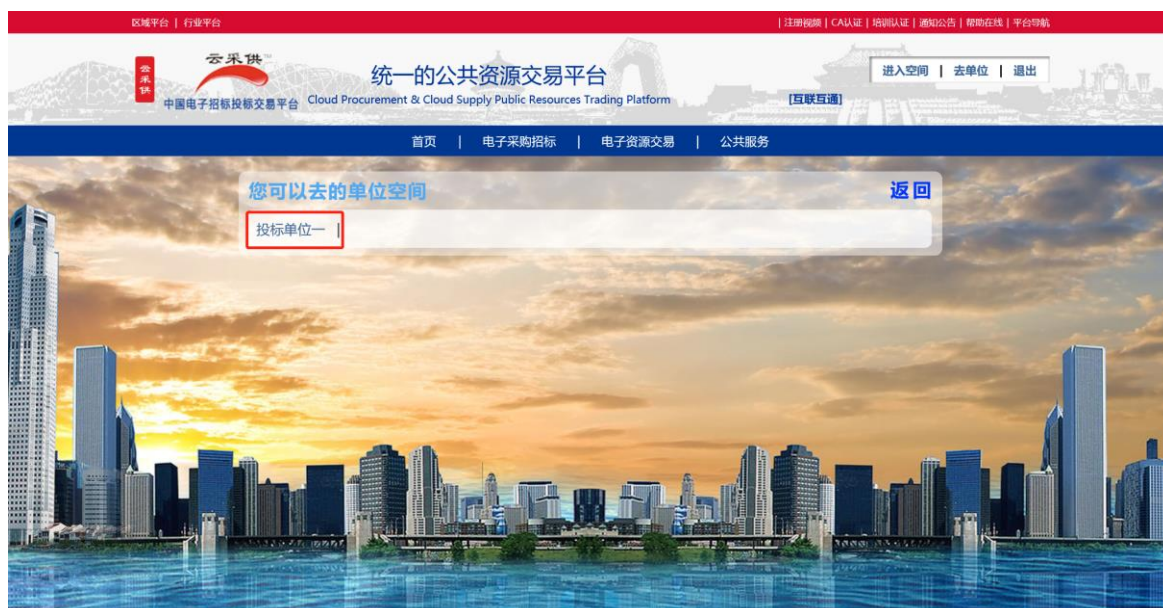 区域平台 | 行业平台
| 注册视频 | CA认证 | 培训认证 | 通知公告 | 帮助在线 | 平台导航
云采供
云采供
中国电子招标投标交易平台
统一的公共资源交易平台
Cloud Procurement & Cloud Supply Public Resources Trading Platform
[互联互通]
进入空间 | 去单位 | 退出
首页 | 电子采购招标 | 电子资源交易 | 公共服务
您可以去的单位空间
返回
投标单位一 |